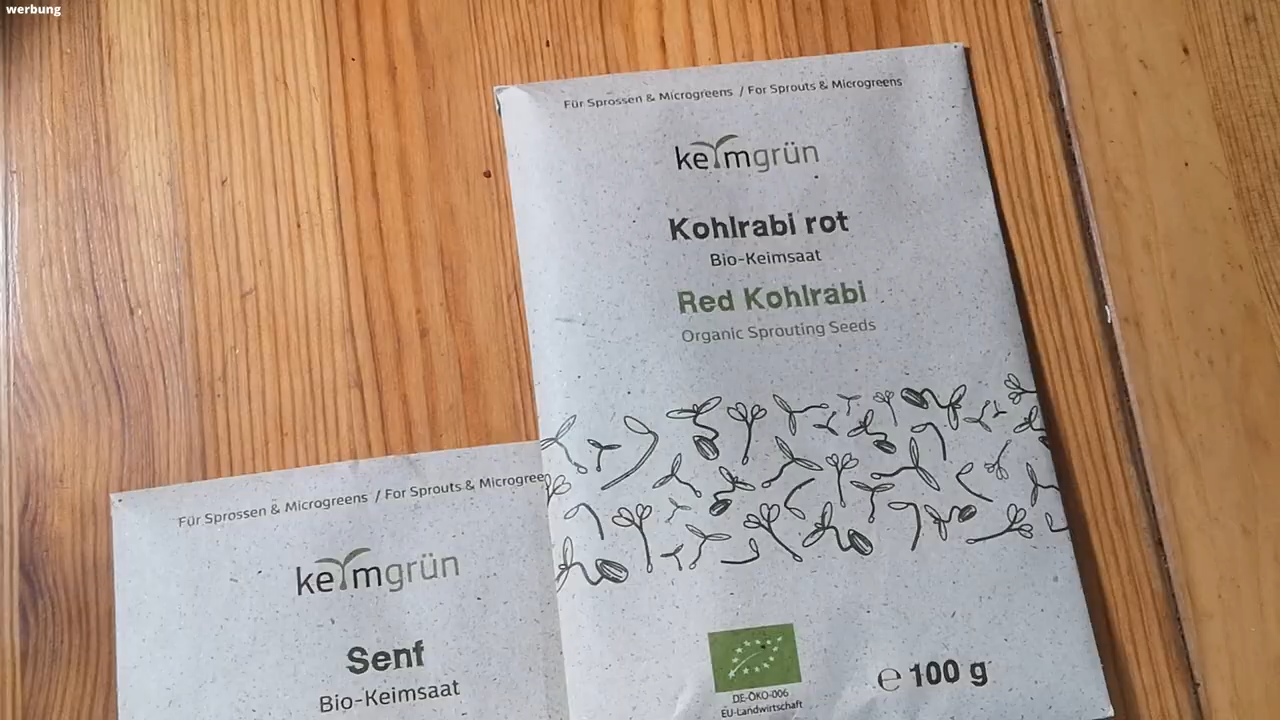 werbung
Für Sprossen & Microgreens / For Sprouts & Microgreens
keimgrün
Kohlrabi rot
Bio-Keimsaat
Red Kohlrabi
Organic Sprouting Seeds
DE-ÖKO-006
EU-Landwirtschaft
℮ 100 g
Für Sprossen & Microgreens / For Sprouts & Microgree
keimgrün
Senf
Bio-Keimsaat